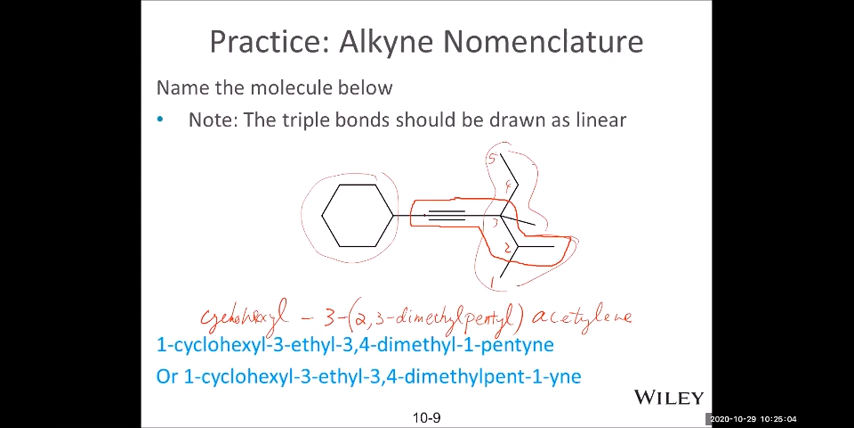 Practice: Alkyne Nomenclature
Name the molecule below
• Note: The triple bonds should be drawn as linear
5
4
3
2
1
cyclohexyl - 3-(2,3-dimethylpentyl) acetylene
1-cyclohexyl-3-ethyl-3,4-dimethyl-1-pentyne
Or 1-cyclohexyl-3-ethyl-3,4-dimethylpent-1-yne
WILEY
10-9
2020-10-29 10:25:04